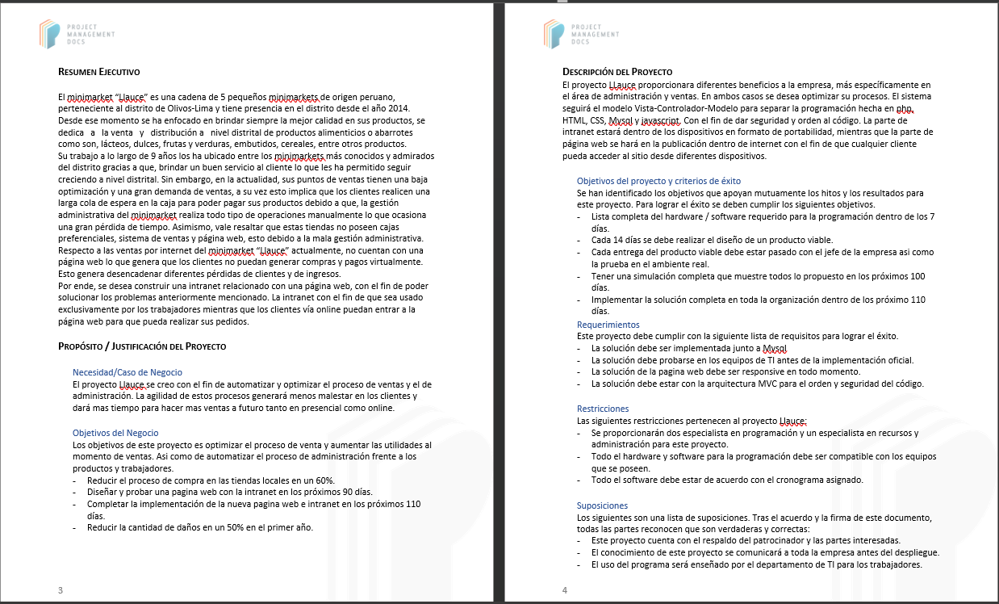 PROJECT
MANAGEMENT
DOCS
RESUMEN EJECUTIVO
El minimarket “Llauce” es una cadena de 5 pequeños minimarkets de origen peruano,
perteneciente al distrito de Olivos-Lima y tiene presencia en el distrito desde el año 2014.
Desde ese momento se ha enfocado en brindar siempre la mejor calidad en sus productos, se
dedica a la venta y distribución a nivel distrital de productos alimenticios o abarrotes
como son, lácteos, dulces, frutas y verduras, embutidos, cereales, entre otros productos.
Su trabajo a lo largo de 9 años los ha ubicado entre los minimarkets más conocidos y admirados
del distrito gracias a que, brindar un buen servicio al cliente lo que les ha permitido seguir
creciendo a nivel distrital. Sin embargo, en la actualidad, sus puntos de ventas tienen una baja
optimización y una gran demanda de ventas, a su vez esto implica que los clientes realicen una
larga cola de espera en la caja para poder pagar sus productos debido a que, la gestión
administrativa del minimarket realiza todo tipo de operaciones manualmente lo que ocasiona
una gran pérdida de tiempo. Asimismo, vale resaltar que estas tiendas no poseen cajas
preferenciales, sistema de ventas y página web, esto debido a la mala gestión administrativa.
Respecto a las ventas por internet del minimarket “Llauce” actualmente, no cuentan con una
página web lo que genera que los clientes no puedan generar compras y pagos virtualmente.
Esto genera desencadenar diferentes pérdidas de clientes y de ingresos.
Por ende, se desea construir una intranet relacionado con una página web, con el fin de poder
solucionar los problemas anteriormente mencionado. La intranet con el fin de que sea usado
exclusivamente por los trabajadores mientras que los clientes vía online puedan entrar a la
página web para que pueda realizar sus pedidos.
PROPÓSITO / JUSTIFICACIÓN DEL PROYECTO
Necesidad/Caso de Negocio
El proyecto Llauce se creo con el fin de automatizar y optimizar el proceso de ventas y el de
administración. La agilidad de estos procesos generará menos malestar en los clientes y
dará mas tiempo para hacer mas ventas a futuro tanto en presencial como online.
Objetivos del Negocio
Los objetivos de este proyecto es optimizar el proceso de venta y aumentar las utilidades al
momento de ventas. Asi como de automatizar el proceso de administración frente a los
productos y trabajadores.
- Reducir el proceso de compra en las tiendas locales en un 60%.
- Diseñar y probar una pagina web con la intranet en los próximos 90 días.
- Completar la implementación de la nueva pagina web e intranet en los próximos 110
días.
- Reducir la cantidad de daños en un 50% en el primer año.
3
PROJECT
MANAGEMENT
DOCS
DESCRIPCIÓN DEL PROYECTO
El proyecto LLauce proporcionara diferentes beneficios a la empresa, más específicamente en
el área de administración y ventas. En ambos casos se desea optimizar su procesos. El sistema
seguirá el modelo Vista-Controlador-Modelo para separar la programación hecha en php,
HTML, CSS, Mysql y javascript. Con el fin de dar seguridad y orden al código. La parte de
intranet estará dentro de los dispositivos en formato de portabilidad, mientras que la parte de
página web se hará en la publicación dentro de internet con el fin de que cualquier cliente
pueda acceder al sitio desde diferentes dispositivos.
Objetivos del proyecto y criterios de éxito
Se han identificado los objetivos que apoyan mutuamente los hitos y los resultados para
este proyecto. Para lograr el éxito se deben cumplir los siguientes objetivos.
- Lista completa del hardware / software requerido para la programación dentro de los 7
días.
- Cada 14 días se debe realizar el diseño de un producto viable.
- Cada entrega del producto viable debe estar pasado con el jefe de la empresa asi como
la prueba en el ambiente real.
- Tener una simulación completa que muestre todos lo propuesto en los próximos 100
días.
- Implementar la solución completa en toda la organización dentro de los próximo 110
días.
Requerimientos
Este proyecto debe cumplir con la siguiente lista de requisitos para lograr el éxito.
- La solución debe ser implementada junto a Mysql
- La solución debe probarse en los equipos de TI antes de la implementación oficial.
- La solución de la pagina web debe ser responsive en todo momento.
- La solución debe estar con la arquitectura MVC para el orden y seguridad del código.
Restricciones
Las siguientes restricciones pertenecen al proyecto Llauce:
- Se proporcionarán dos especialista en programación y un especialista en recursos y
administración para este proyecto.
- Todo el hardware y software para la programación debe ser compatible con los equipos
que se poseen.
- Todo el software debe estar de acuerdo con el cronograma asignado.
Suposiciones
Los siguientes son una lista de suposiciones. Tras el acuerdo y la firma de este documento,
todas las partes reconocen que son verdaderas y correctas:
- Este proyecto cuenta con el respaldo del patrocinador y las partes interesadas.
- El conocimiento de este proyecto se comunicará a toda la empresa antes del despliegue.
- El uso del programa será enseñado por el departamento de TI para los trabajadores.
4